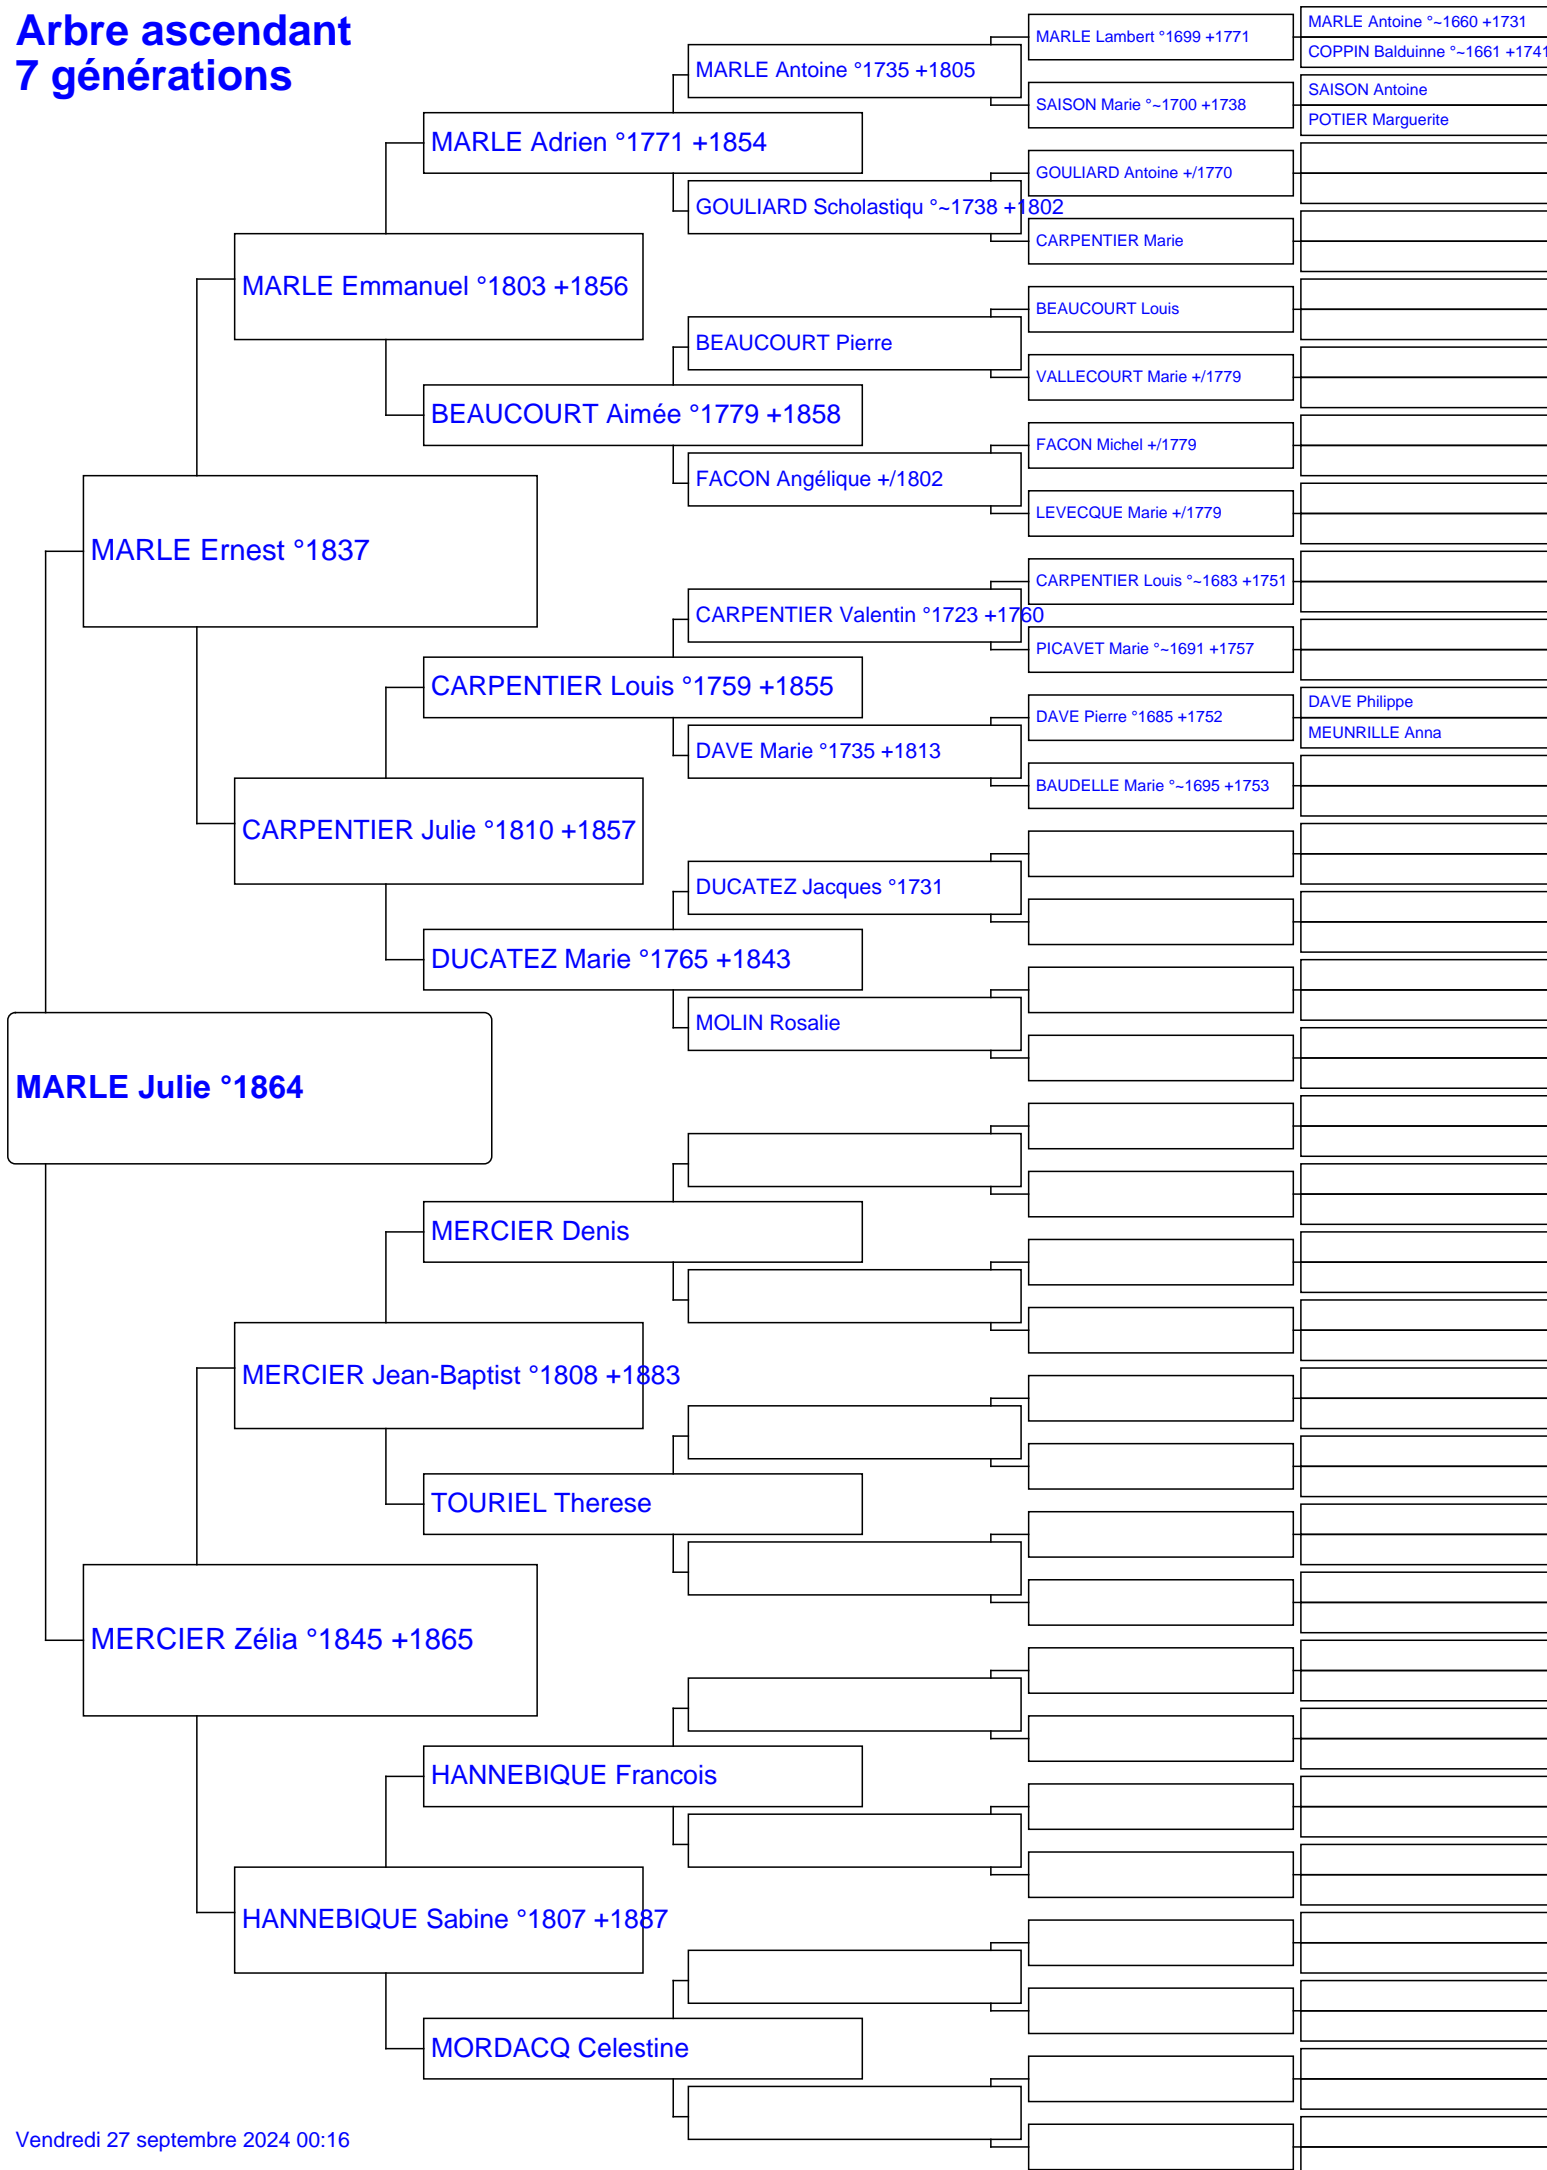 Arbre ascendant
7 générations
MARLE Julie °1864
MARLE Ernest °1837
MERCIER Zélia °1845 +1865
MARLE Emmanuel °1803 +1856
CARPENTIER Julie °1810 +1857
MERCIER Jean-Baptist °1808 +1883
HANNEBIQUE Sabine °1807 +1887
MARLE Adrien °1771 +1854
BEAUCOURT Aimée °1779 +1858
CARPENTIER Louis °1759 +1855
DUCATEZ Marie °1765 +1843
MERCIER Denis
TOURIEL Therese
HANNEBIQUE Francois
MORDACQ Celestine
MARLE Antoine °1735 +1805
GOULIARD Scholastiqu °~1738 +1802
BEAUCOURT Pierre
FACON Angélique +/1802
CARPENTIER Valentin °1723 +1760
DAVE Marie °1735 +1813
DUCATEZ Jacques °1731
MOLIN Rosalie
MARLE Lambert °1699 +1771
SAISON Marie °~1700 +1738
GOULIARD Antoine +/1770
CARPENTIER Marie
BEAUCOURT Louis
VALLECOURT Marie +/1779
FACON Michel +/1779
LEVECQUE Marie +/1779
CARPENTIER Louis °~1683 +1751
PICAVET Marie °~1691 +1757
DAVE Pierre °1685 +1752
BAUDELLE Marie °~1695 +1753
MARLE Antoine °~1660 +1731
COPPIN Balduinne °~1661 +1741
SAISON Antoine
POTIER Marguerite
DAVE Philippe
MEUNRILLE Anna
Vendredi 27 septembre 2024 00:16